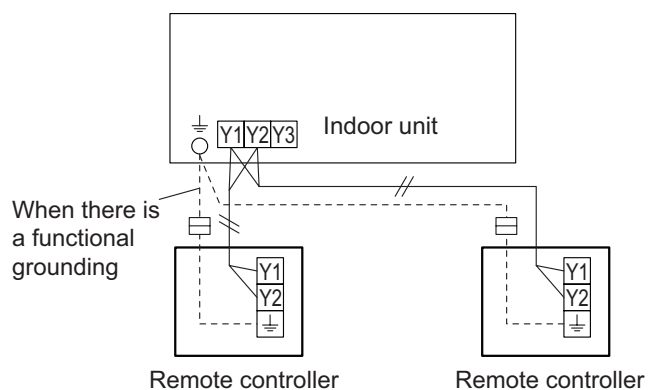 Y1 Y2 Y3
Indoor unit
When there is
a functional
grounding
Y1
Y2
Y1
Y2
Remote controller
Remote controller